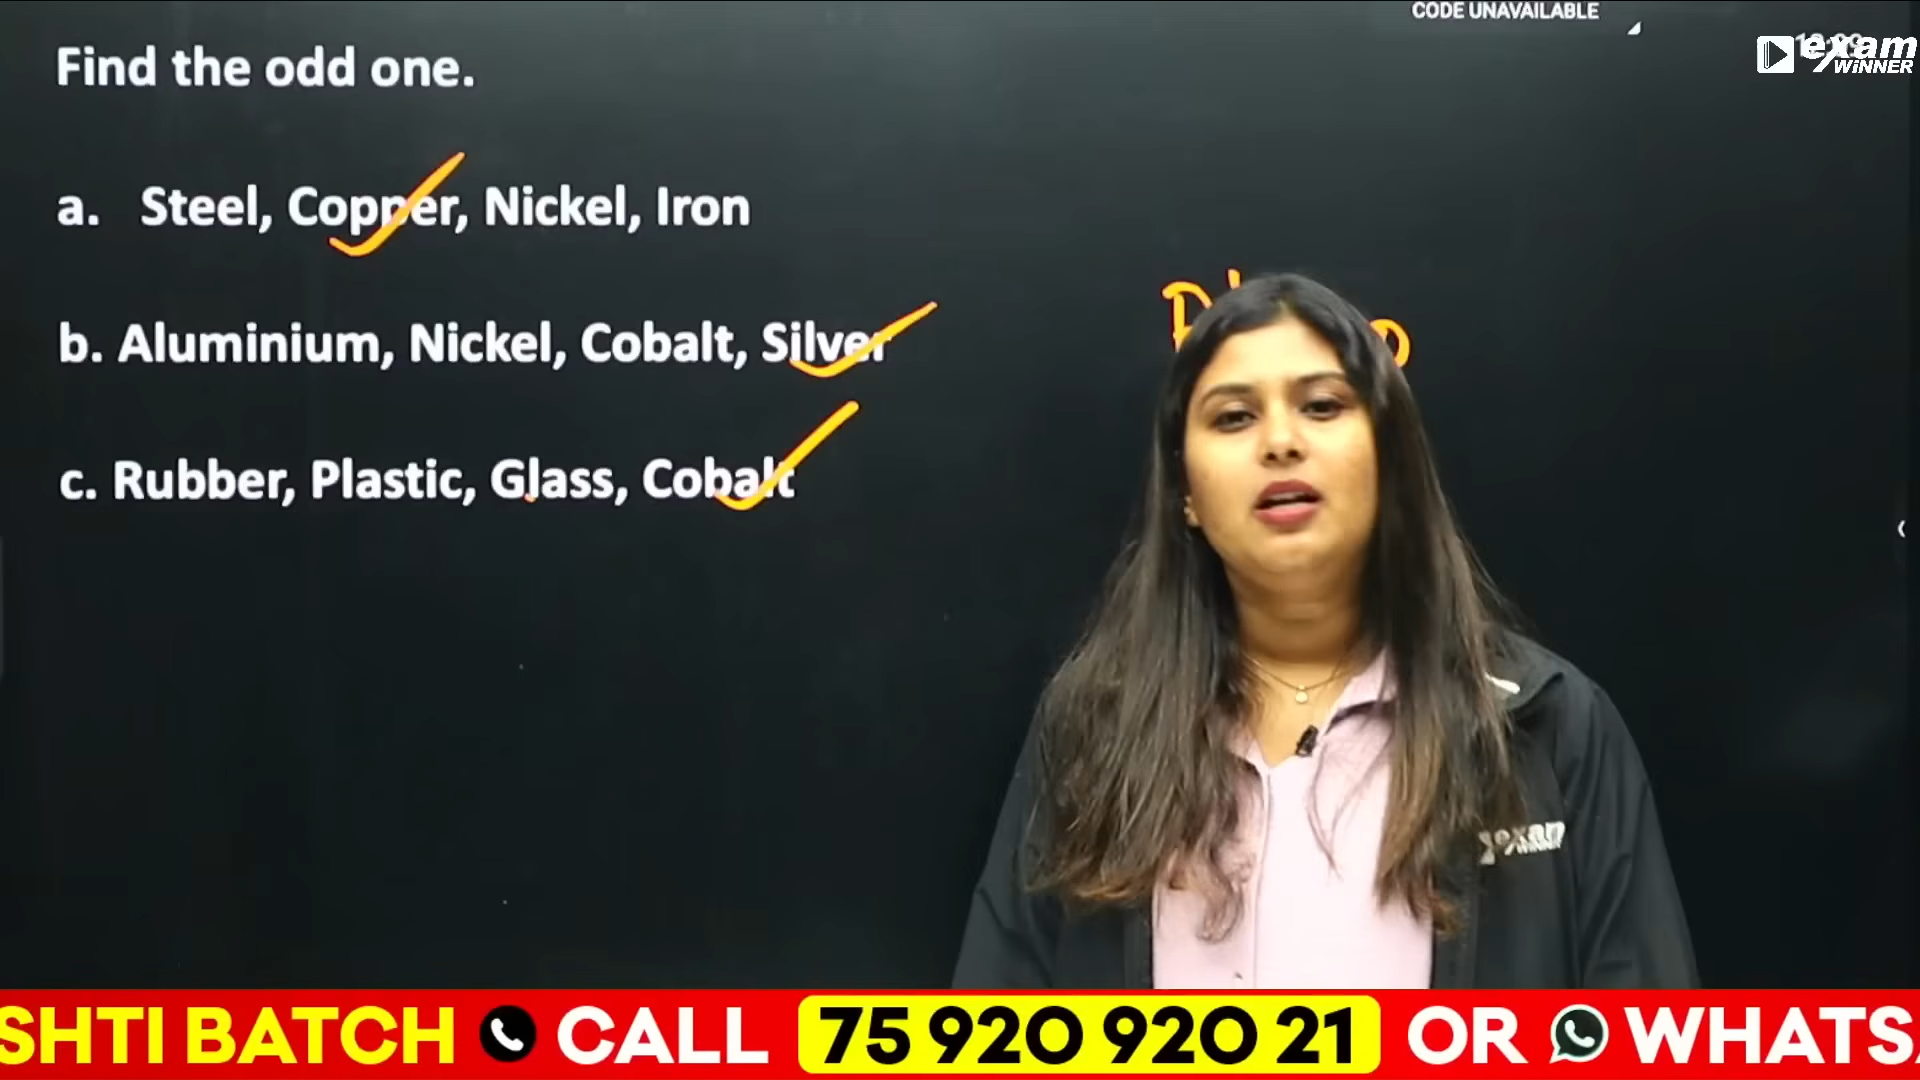 CODE UNAVAILABLE
exam
WiNNER
Find the odd one.
a. Steel, Copper, Nickel, Iron
b. Aluminium, Nickel, Cobalt, Silver
c. Rubber, Plastic, Glass, Cobalt
exan
SHTI BATCH CALL 75 920 920 21 OR WHATS